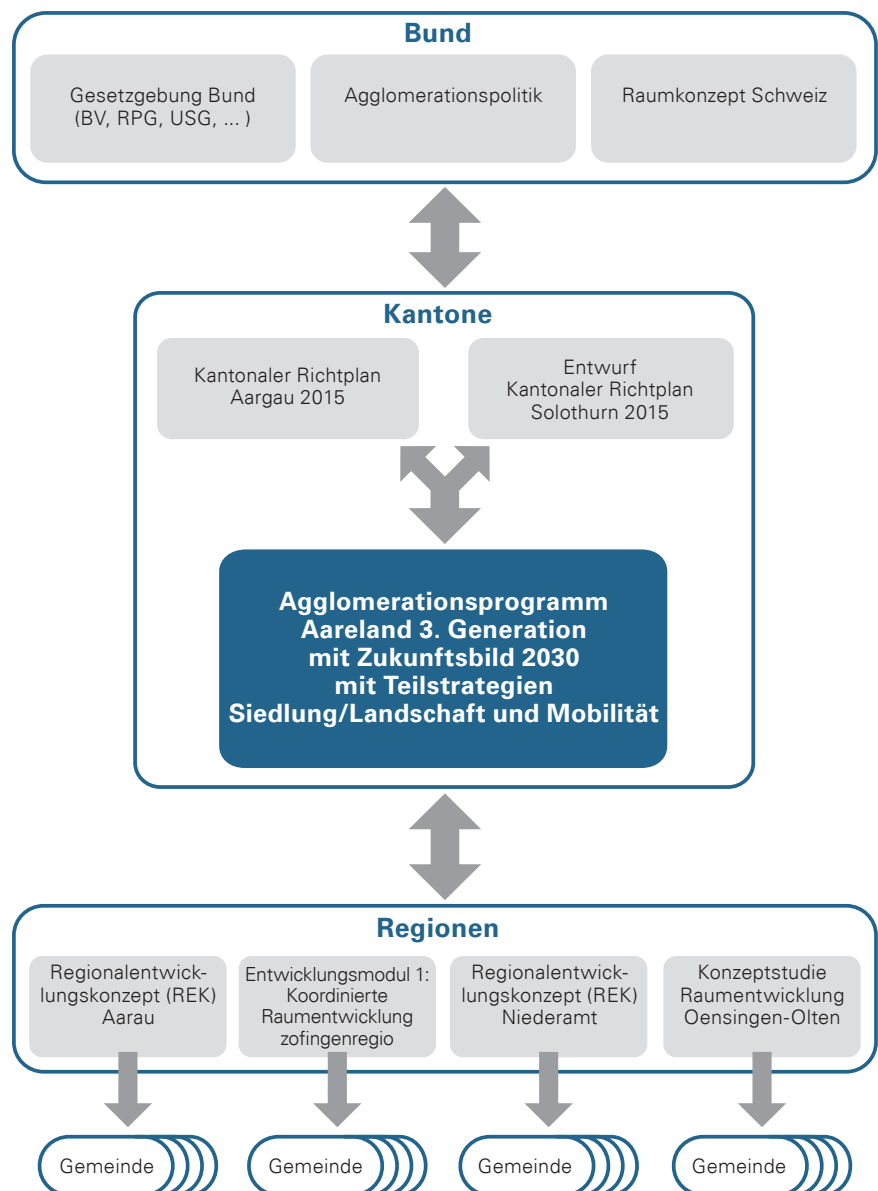 Bund
Gesetzgebung Bund
(BV, RPG, USG, ... )
Agglomerationspolitik
Raumkonzept Schweiz
Kantone
Kantonaler Richtplan
Aargau 2015
Entwurf
Kantonaler Richtplan
Solothurn 2015
Agglomerationsprogramm
Aareland 3. Generation
mit Zukunftsbild 2030
mit Teilstrategien
Siedlung/Landschaft und Mobilität
Regionen
Regionalentwick-
lungskonzept (REK)
Aarau
Entwicklungsmodul 1:
Koordinierte
Raumentwicklung
zofingenregio
Regionalentwick-
lungskonzept (REK)
Niederamt
Konzeptstudie
Raumentwicklung
Oensingen-Olten
Gemeinde
Gemeinde
Gemeinde
Gemeinde